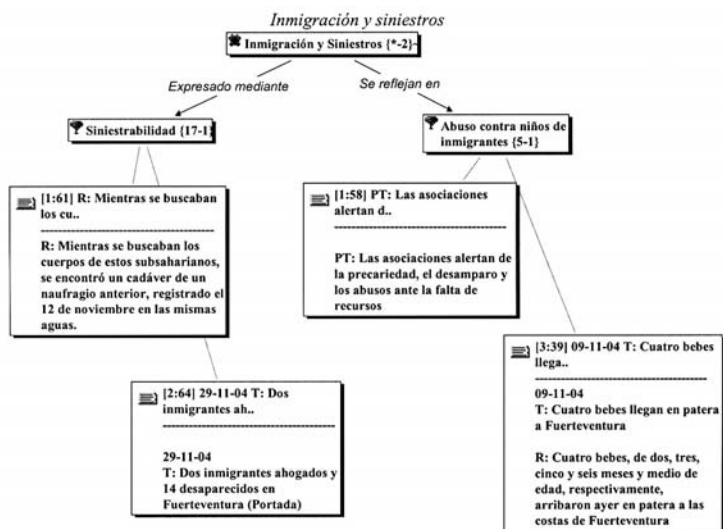 Inmigración y siniestros
Inmigración y Siniestros {*-2}~
Expresado mediante
Se reflejan en
Siniestrabilidad {17-1}
Abuso contra niños de
inmigrantes {5-1}
[1:61] R: Mientras se buscaban
los cu..
R: Mientras se buscaban los
cuerpos de estos subsaharianos,
se encontró un cadáver de un
naufragio anterior, registrado el
12 de noviembre en las mismas
aguas.
[1:58] PT: Las asociaciones
alertan d..
PT: Las asociaciones alertan de
la precariedad, el desamparo y
los abusos ante la falta de
recursos
[2:64] 29-11-04 T: Dos
inmigrantes ah..
29-11-04
T: Dos inmigrantes ahogados y
14 desaparecidos en
Fuerteventura (Portada)
[3:39] 09-11-04 T: Cuatro bebes
llega..
09-11-04
T: Cuatro bebes llegan en patera
a Fuerteventura
R: Cuatro bebes, de dos, tres,
cinco y seis meses y medio de
edad, respectivamente,
arribaron ayer en patera a las
costas de Fuerteventura